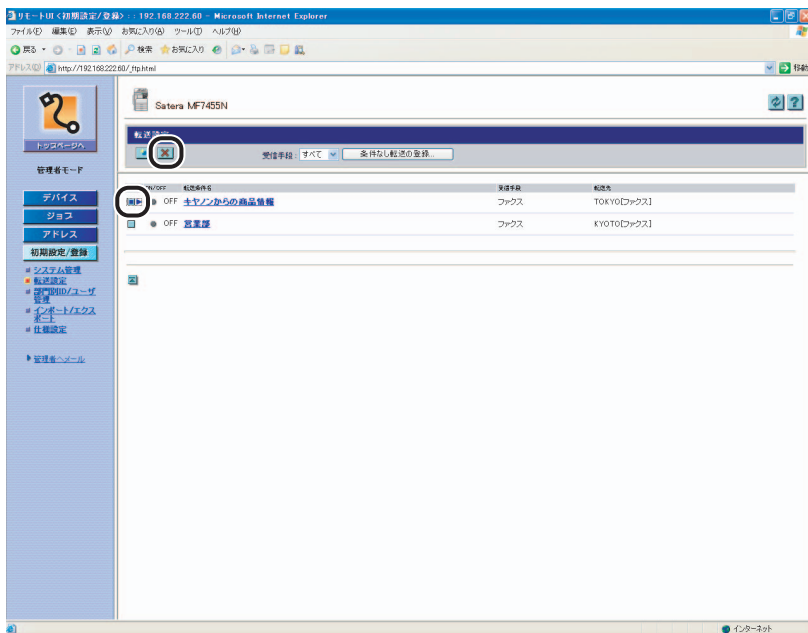 リモートUI <初期設定/登録> : : 192.168.222.60 - Microsoft Internet Explorer
ファイル(F) 編集(E) 表示(V) お気に入り(A) ツール(T) ヘルプ(H)
戻る 検索 お気に入り
アドレス(D) http://192.168.222.60/_ftp.html 移動
Satera MF7455N
トップページへ
転送設定
受信手段: すべて 条件なし転送の登録...
管理者モード
ON/OFF 転送条件名 受信手段 転送先
デバイス
OFF キヤノンからの商品情報 ファクス TOKYO[ファクス]
ジョブ
OFF 営業部 ファクス KYOTO[ファクス]
アドレス
初期設定/登録
システム管理
転送設定
部門別ID/ユーザ
管理
インポート/エクス
ポート
仕様設定
管理者へメール
インターネット